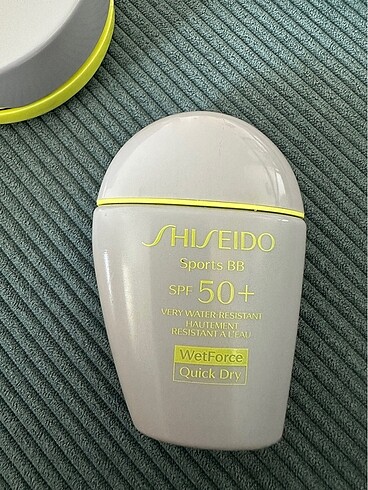 SHISEIDO
Sports BB
SPF 50+
VERY WATER-RESISTANT
HAUTEMENT
RÉSISTANT À L'EAU
WetForce
Quick Dry